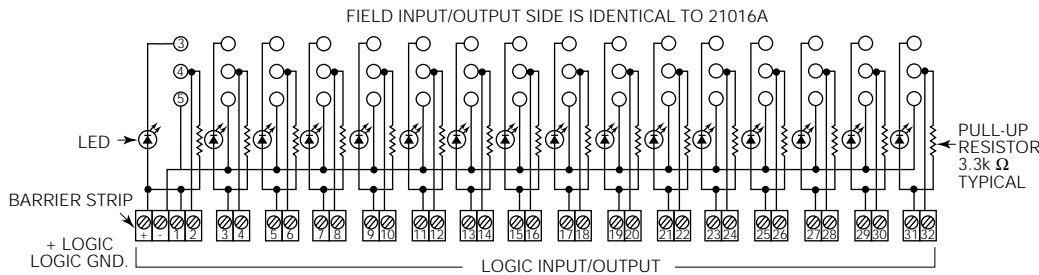 FIELD INPUT/OUTPUT SIDE IS IDENTICAL TO 21016A
3
4
5
LED
PULL-UP
RESISTOR
3.3k Ω
TYPICAL
BARRIER STRIP
+ - 1 2 3 4 5 6 7 8 9 10 11 12 13 14 15 16 17 18 19 20 21 22 23 24 25 26 27 28 29 30 31 32
+ LOGIC
LOGIC GND.
LOGIC INPUT/OUTPUT